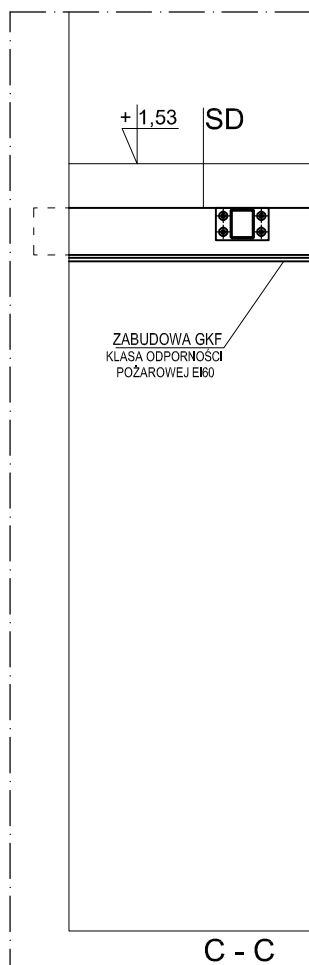 + 1,53 SD
ZABUDOWA GKF
KLASA ODPORNOŚCI
POŻAROWEJ EI60
C - C